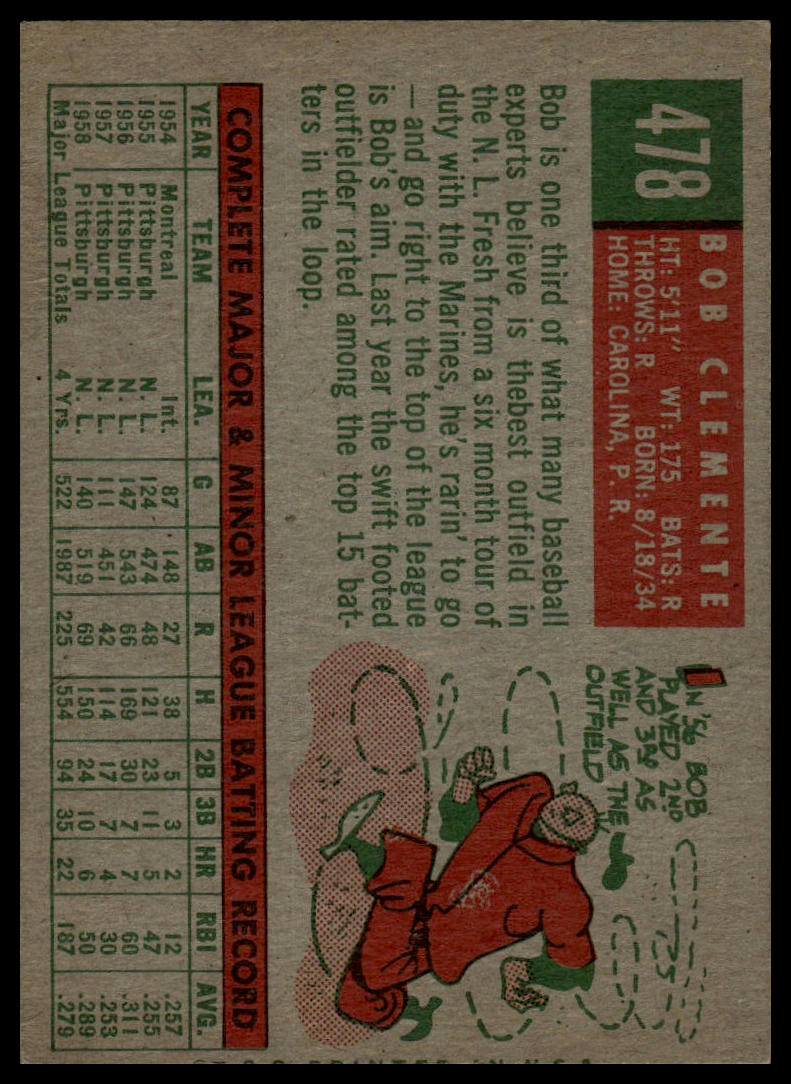 478
BOB CLEMENTE
HT: 5'11" WT: 175 BATS: R
THROWS: R BORN: 8/18/34
HOME: CAROLINA, P. R.
Bob is one third of what many baseball
experts believe is thebest outfield in
the N. L. Fresh from a six month tour of
duty with the Marines, he's rarin' to go
— and go right to the top of the league
is Bob's aim. Last year the swift footed
outfielder rated among the top 15 bat-
ters in the loop.
IN '56 BOB
PLAYED 2ND
AND 3RD AS
WELL AS THE
OUTFIELD
COMPLETE MAJOR & MINOR LEAGUE BATTING RECORD
YEAR TEAM LEA. G AB R H 2B 3B HR RBI AVG.
1954 Montreal Int. 87 148 27 38 5 3 2 12 .257
1955 Pittsburgh N. L. 124 474 48 121 23 11 5 47 .255
1956 Pittsburgh N. L. 147 543 66 169 30 7 7 60 .311
1957 Pittsburgh N. L. 111 451 42 114 17 7 4 30 .253
1958 Pittsburgh N. L. 140 519 69 150 24 10 6 50 .289
Major League Totals 4 Yrs. 522 1987 225 554 94 35 22 187 .279